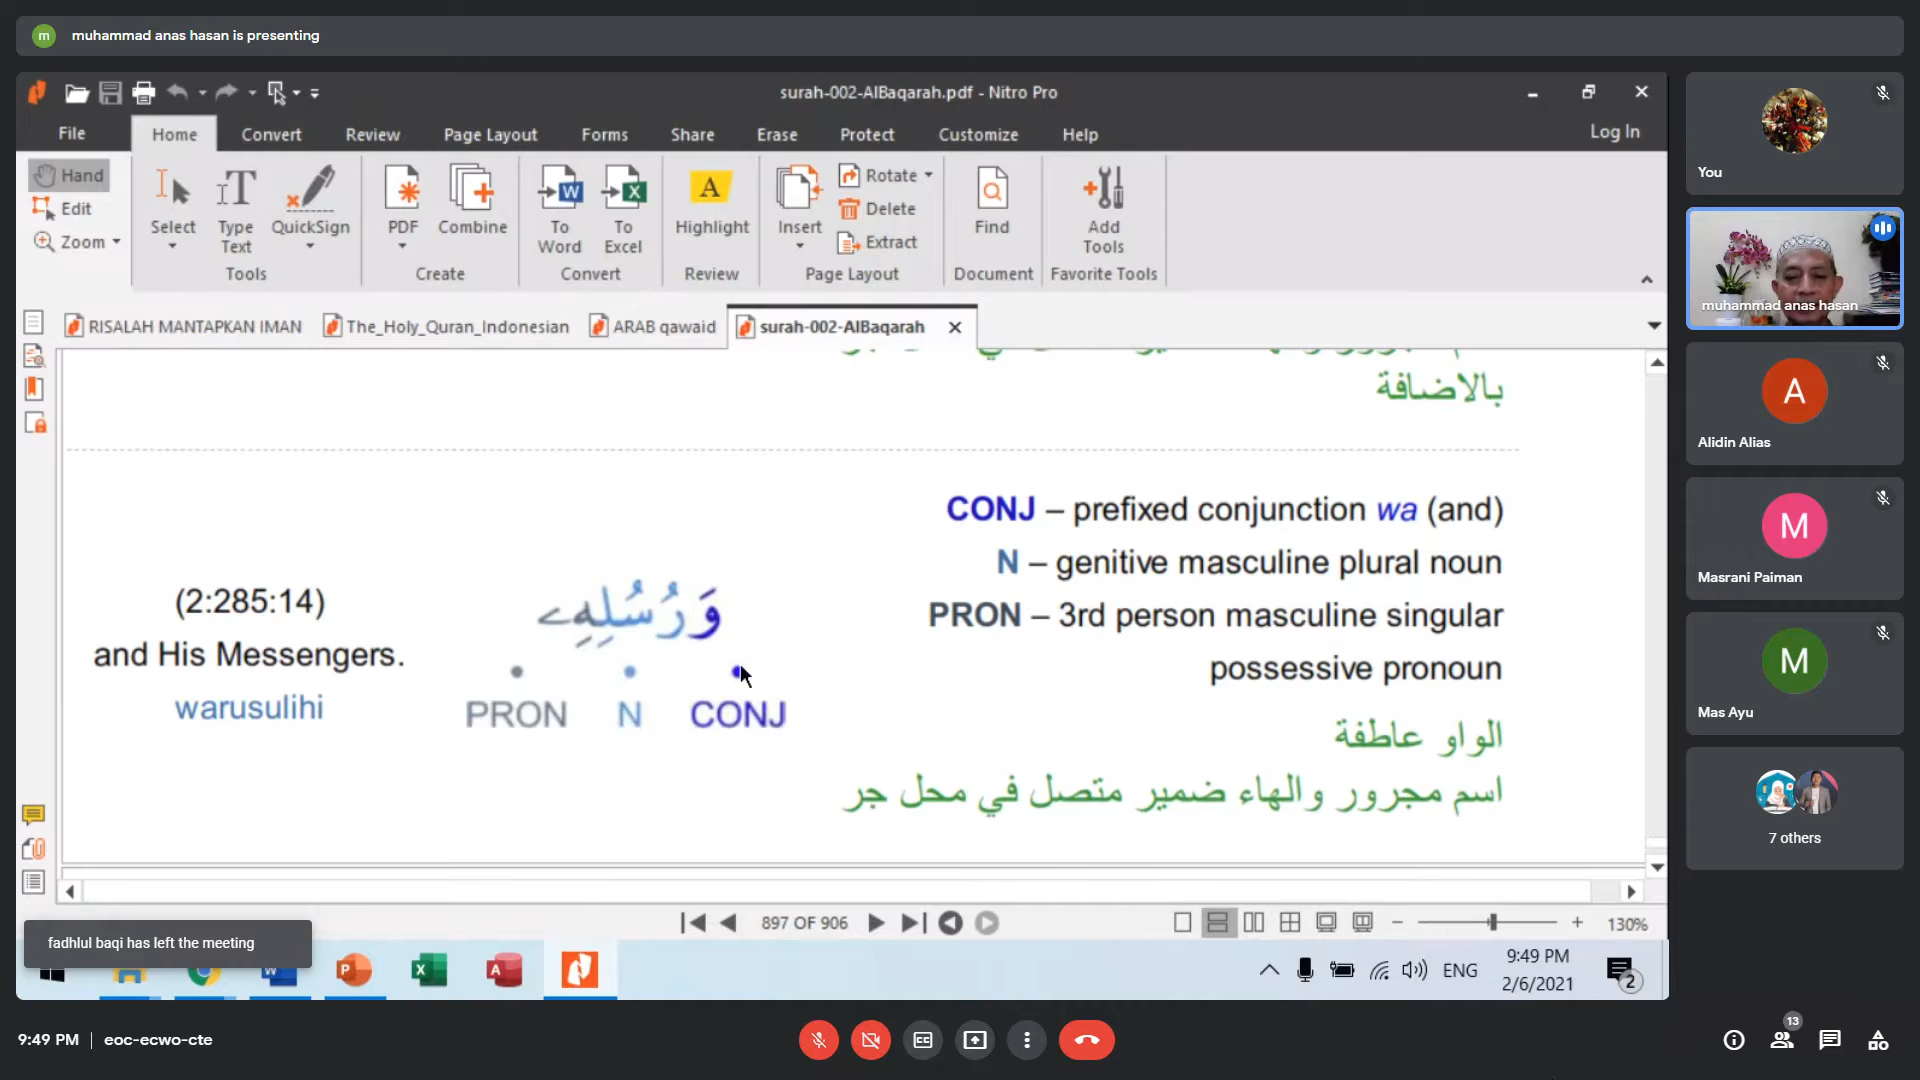 m
muhammad anas hasan is presenting
surah-002-AlBaqarah.pdf - Nitro Pro
File
Home
Convert
Review
Page Layout
Forms
Share
Erase
Protect
Customize
Help
Log In
Hand
Edit
Zoom
Select
Type Text
QuickSign
Tools
PDF
Combine
Create
To Word
To Excel
Convert
Highlight
Review
Insert
Rotate
Delete
Extract
Page Layout
Find
Document
Add Tools
Favorite Tools
RISALAH MANTAPKAN IMAN
The_Holy_Quran_Indonesian
ARAB qawaid
surah-002-AlBaqarah
بالاضافة
(2:285:14)
and His Messengers.
warusulihi
وَرُسُلِهِۦ
PRON N CONJ
CONJ – prefixed conjunction wa (and)
N – genitive masculine plural noun
PRON – 3rd person masculine singular
possessive pronoun
الواو عاطفة
اسم مجرور والهاء ضمير متصل في محل جر
897 OF 906
130%
fadhlul baqi has left the meeting
ENG
9:49 PM
2/6/2021
2
You
muhammad anas hasan
A
Alidin Alias
M
Masrani Paiman
M
Mas Ayu
7 others
9:49 PM
eoc-ecwo-cte
13